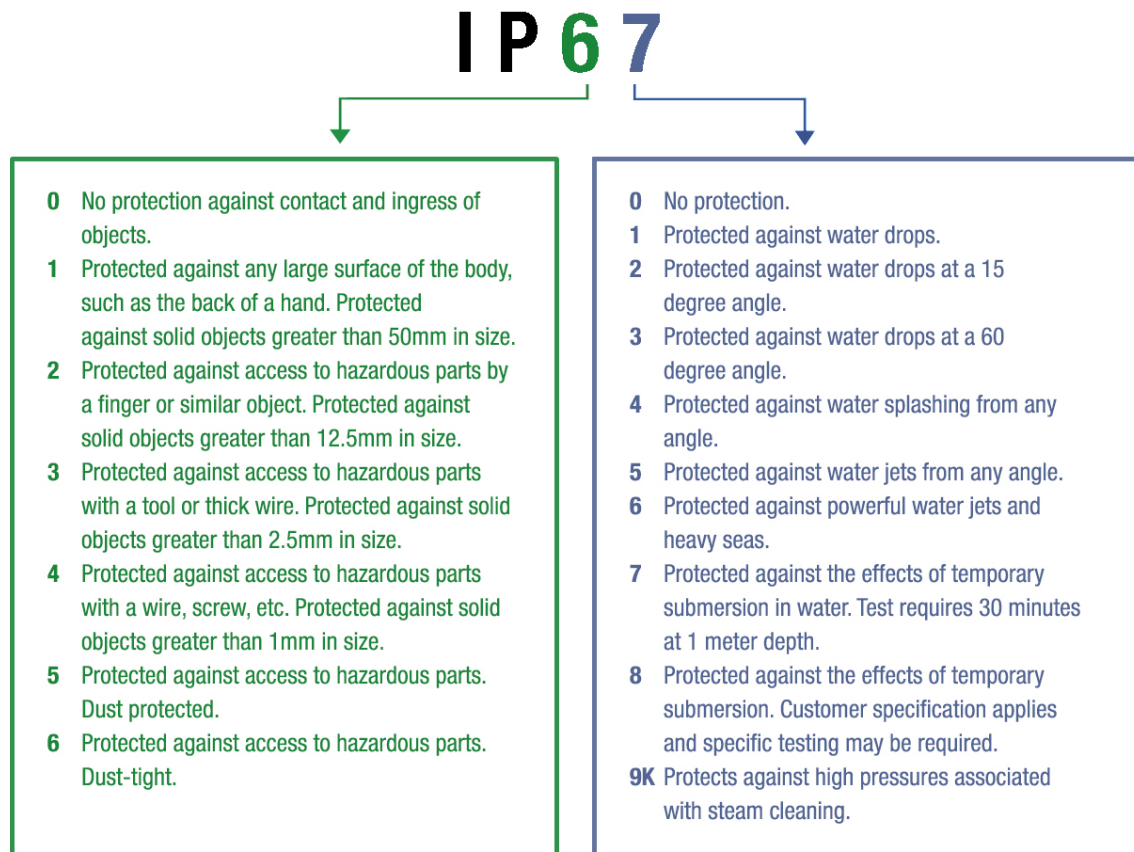 IP67
0 No protection against contact and ingress of
objects.
1 Protected against any large surface of the body,
such as the back of a hand. Protected
against solid objects greater than 50mm in size.
2 Protected against access to hazardous parts by
a finger or similar object. Protected against
solid objects greater than 12.5mm in size.
3 Protected against access to hazardous parts
with a tool or thick wire. Protected against solid
objects greater than 2.5mm in size.
4 Protected against access to hazardous parts
with a wire, screw, etc. Protected against solid
objects greater than 1mm in size.
5 Protected against access to hazardous parts.
Dust protected.
6 Protected against access to hazardous parts.
Dust-tight.
0 No protection.
1 Protected against water drops.
2 Protected against water drops at a 15
degree angle.
3 Protected against water drops at a 60
degree angle.
4 Protected against water splashing from any
angle.
5 Protected against water jets from any angle.
6 Protected against powerful water jets and
heavy seas.
7 Protected against the effects of temporary
submersion in water. Test requires 30 minutes
at 1 meter depth.
8 Protected against the effects of temporary
submersion. Customer specification applies
and specific testing may be required.
9K Protects against high pressures associated
with steam cleaning.